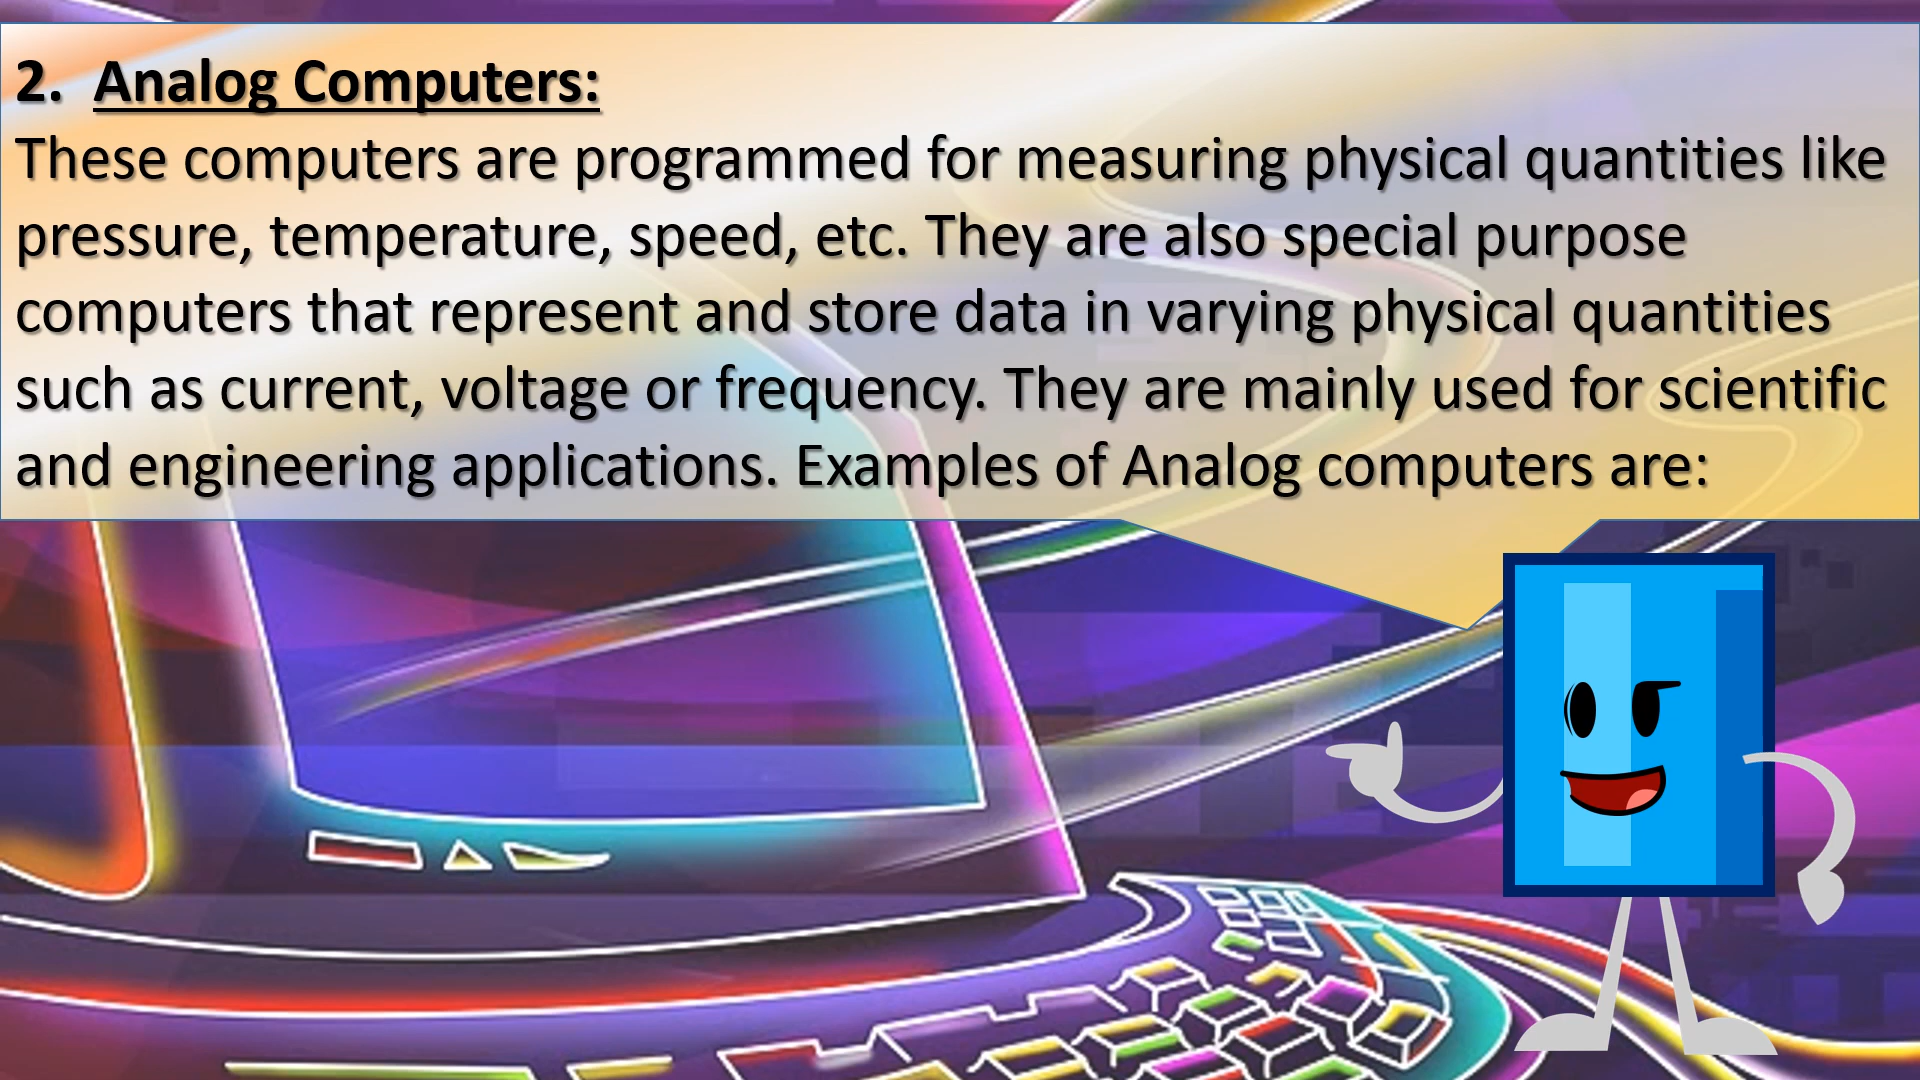 2. Analog Computers:
These computers are programmed for measuring physical quantities like
pressure, temperature, speed, etc. They are also special purpose
computers that represent and store data in varying physical quantities
such as current, voltage or frequency. They are mainly used for scientific
and engineering applications. Examples of Analog computers are: